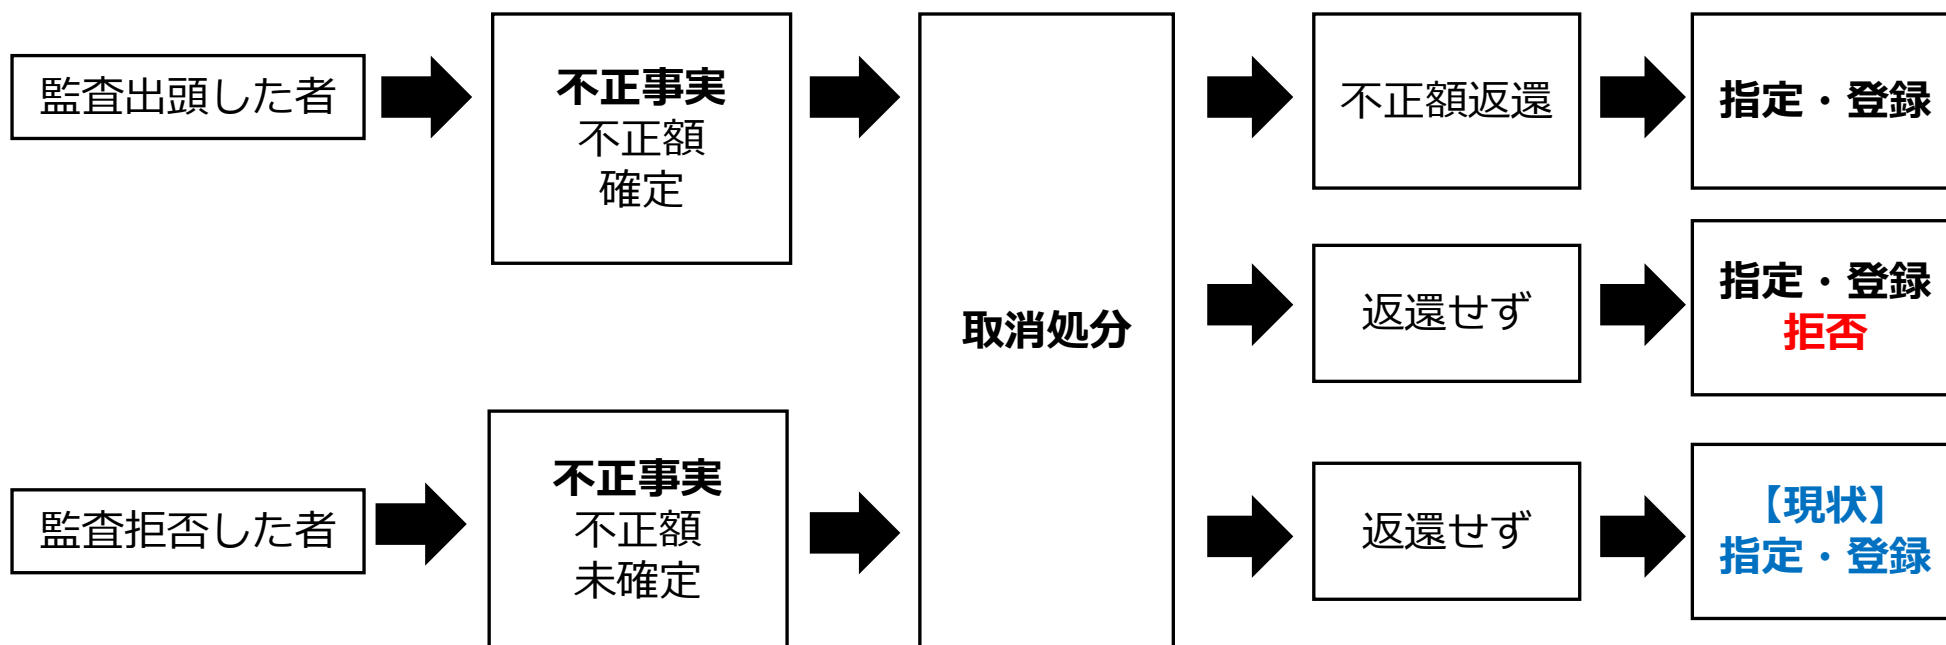 監査出頭した者
不正事実
不正額
確定
取消処分
不正額返還
指定・登録
返還せず
指定・登録
拒否
監査拒否した者
不正事実
不正額
未確定
返還せず
【現状】
指定・登録